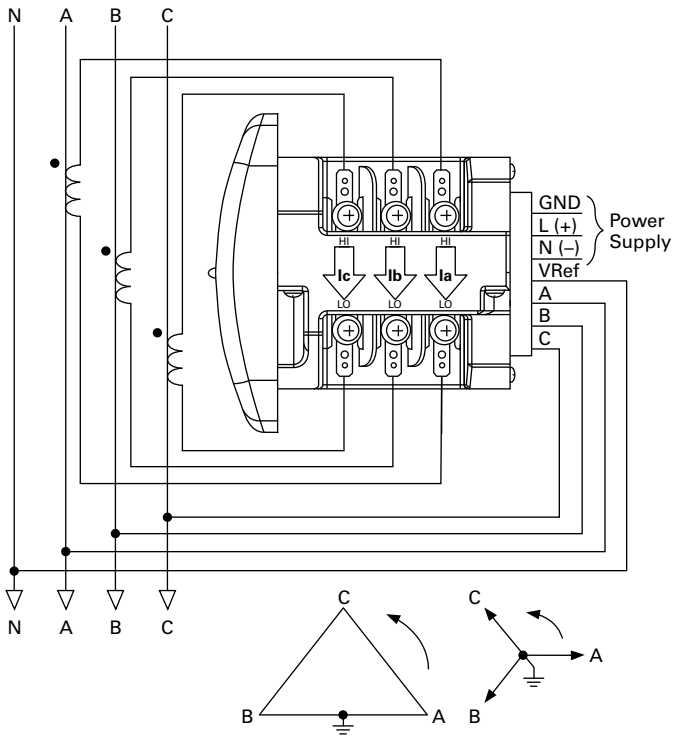 N A B C
GND
L (+)
N (–)
Power
Supply
HI HI HI
VRef
Ic Ib Ia
A
LO LO LO
B
C
N A B C
C
B A
C
A
B